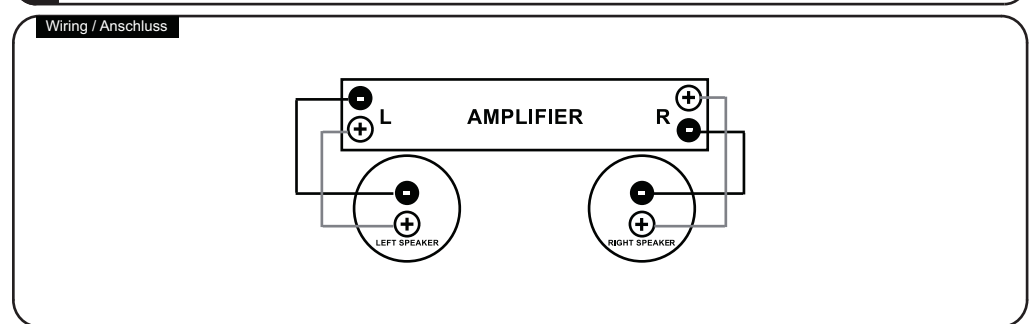 Wiring / Anschluss
- +
L AMPLIFIER R
+ -
- -
+ +
LEFT SPEAKER RIGHT SPEAKER